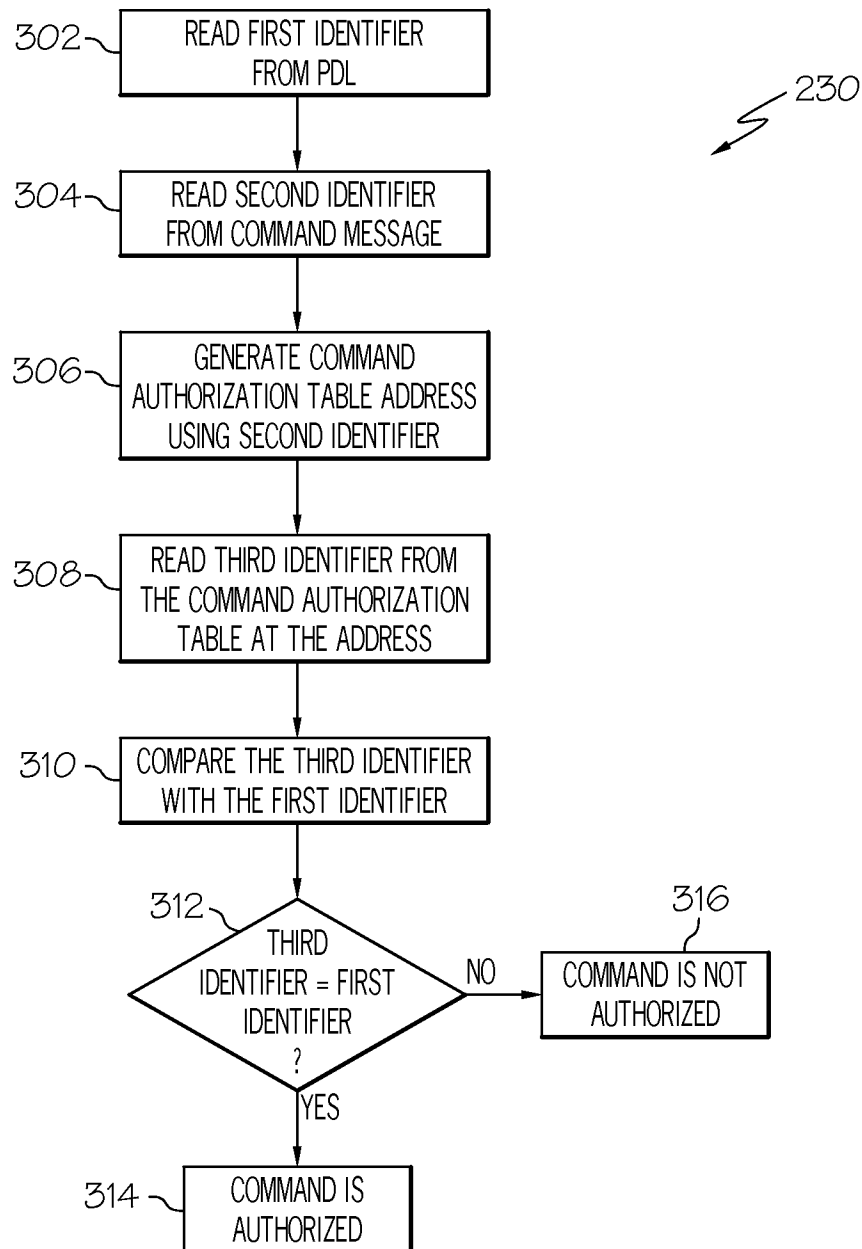 302
READ FIRST IDENTIFIER
FROM PDL
230
304
READ SECOND IDENTIFIER
FROM COMMAND MESSAGE
306
GENERATE COMMAND
AUTHORIZATION TABLE ADDRESS
USING SECOND IDENTIFIER
308
READ THIRD IDENTIFIER FROM
THE COMMAND AUTHORIZATION
TABLE AT THE ADDRESS
310
COMPARE THE THIRD IDENTIFIER
WITH THE FIRST IDENTIFIER
312
THIRD
IDENTIFIER = FIRST
IDENTIFIER
?
NO
316
COMMAND IS NOT
AUTHORIZED
YES
314
COMMAND IS
AUTHORIZED